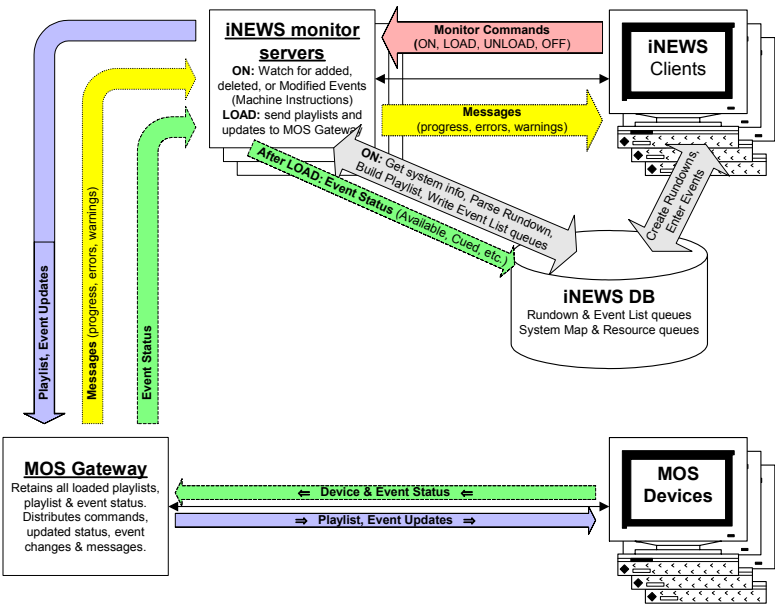 iNEWS monitor
servers
ON: Watch for added,
deleted, or Modified Events
(Machine Instructions)
LOAD: send playlists and
updates to MOS Gateway
Monitor Commands
(ON, LOAD, UNLOAD, OFF)
iNEWS
Clients
Messages
(progress, errors, warnings)
ON: Get system info, Parse Rundown,
Build Playlist, Write Event List queues
After LOAD: Event Status (Available, Cued, etc.)
Create Rundowns,
Enter Events
iNEWS DB
Rundown & Event List queues
System Map & Resource queues
Playlist, Event Updates
Messages (progress, errors, warnings)
Event Status
MOS Gateway
Retains all loaded playlists,
playlist & event status.
Distributes commands,
updated status, event
changes & messages.
⇐ Device & Event Status ⇐
⇒ Playlist, Event Updates ⇒
MOS
Devices